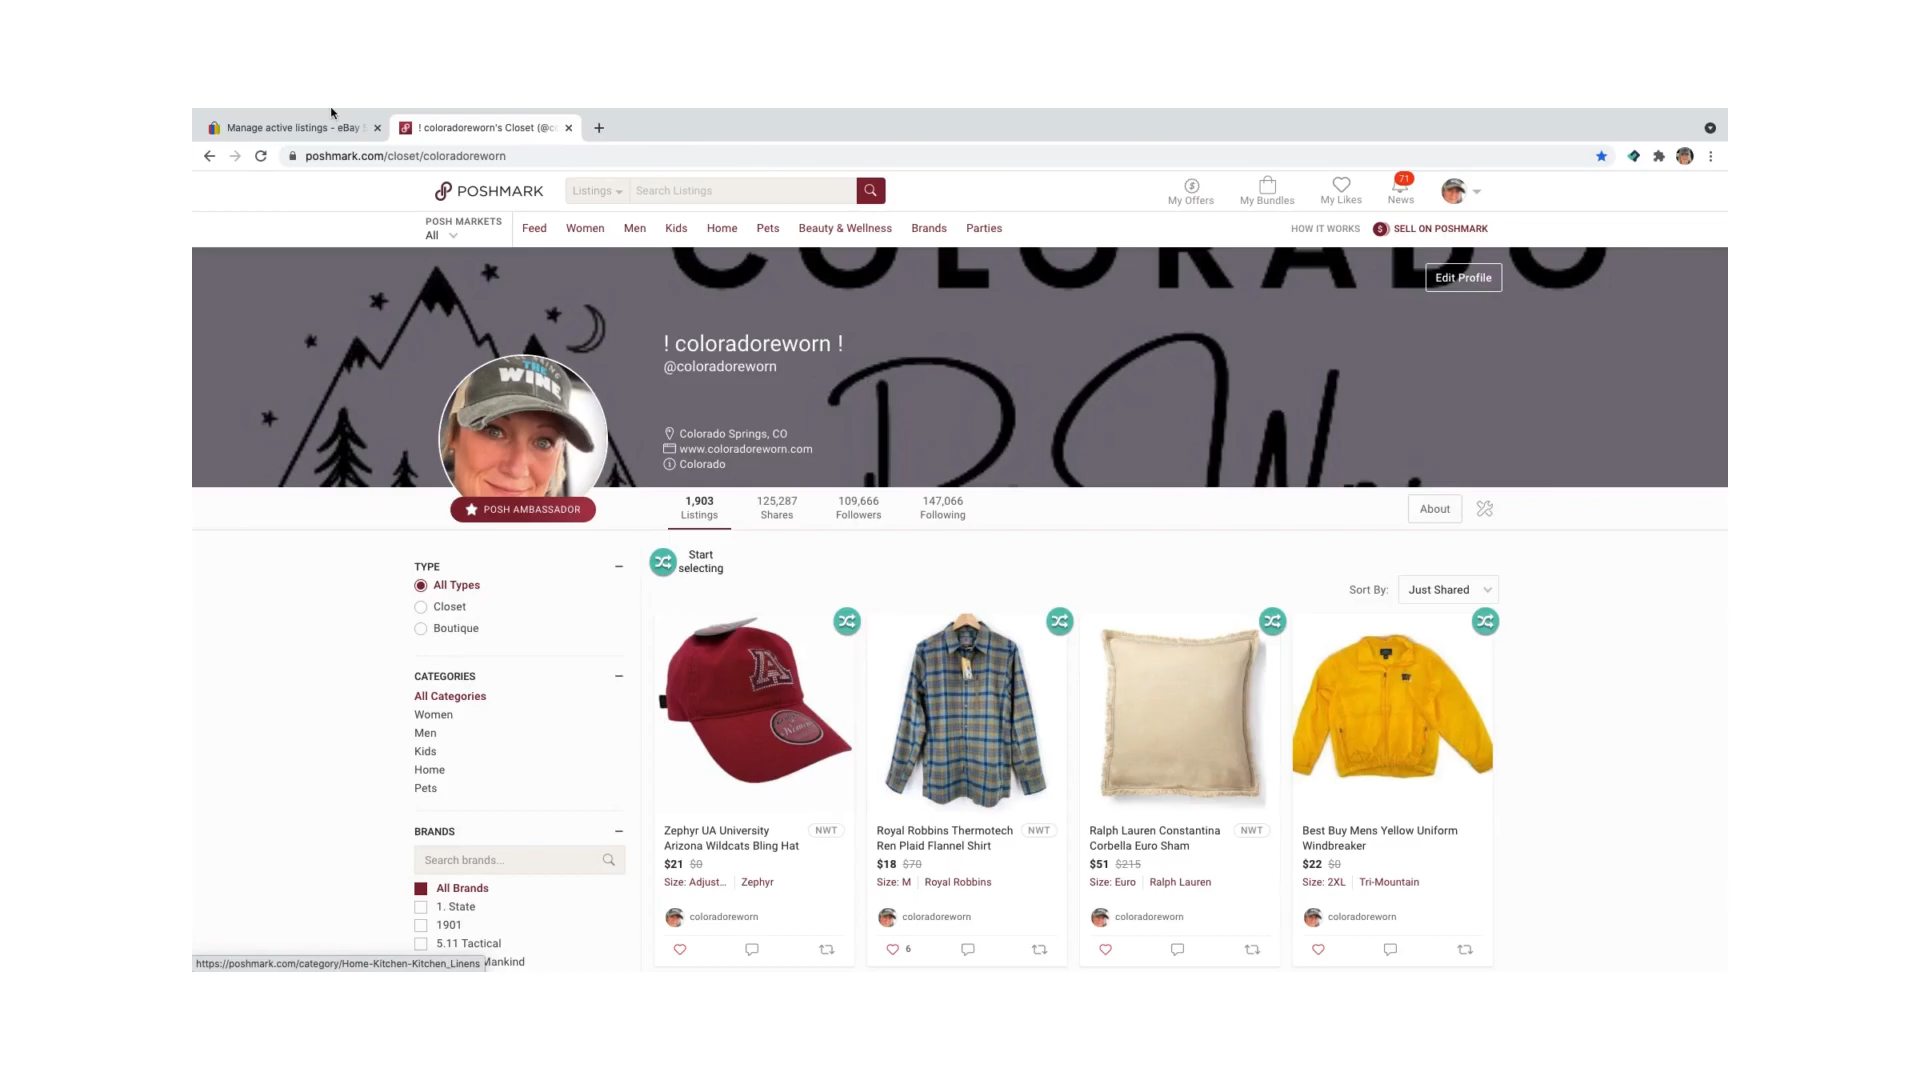 Manage active listings - eBay
! coloradoreworn's Closet (@c
poshmark.com/closet/coloradoreworn
POSHMARK
Listings
Search Listings
My Offers
My Bundles
My Likes
71
News
POSH MARKETS
All
Feed
Women
Men
Kids
Home
Pets
Beauty & Wellness
Brands
Parties
HOW IT WORKS
$ SELL ON POSHMARK
COLORADO
Edit Profile
THE
WINE
! coloradoreworn !
@coloradoreworn
Colorado Springs, CO
www.coloradoreworn.com
Colorado
POSH AMBASSADOR
1,903
Listings
125,287
Shares
109,666
Followers
147,066
Following
About
TYPE
All Types
Closet
Boutique
CATEGORIES
All Categories
Women
Men
Kids
Home
Pets
BRANDS
Search brands...
All Brands
1. State
1901
5.11 Tactical
Mankind
https://poshmark.com/category/Home-Kitchen-Kitchen_Linens
Start
selecting
Sort By:
Just Shared
A
Zephyr UA University
Arizona Wildcats Bling Hat
NWT
$21 $0
Size: Adjust...
Zephyr
coloradoreworn
Royal Robbins Thermotech
Ren Plaid Flannel Shirt
NWT
$18 $70
Size: M
Royal Robbins
coloradoreworn
6
Ralph Lauren Constantina
Corbella Euro Sham
NWT
$51 $215
Size: Euro
Ralph Lauren
coloradoreworn
Best Buy Mens Yellow Uniform
Windbreaker
$22 $0
Size: 2XL
Tri-Mountain
coloradoreworn